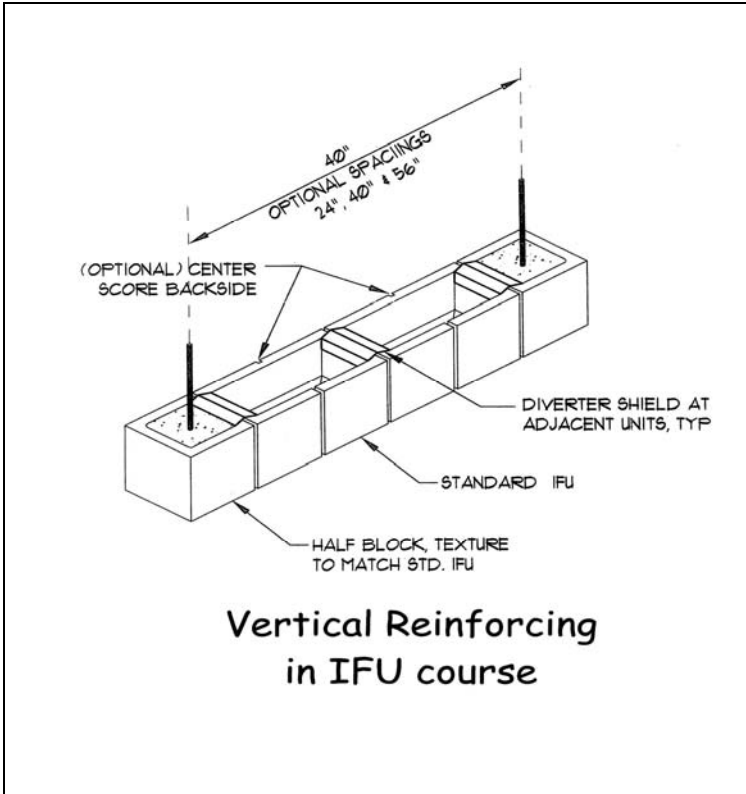 40"
OPTIONAL SPACIINGS
24", 40" & 56"
(OPTIONAL) CENTER
SCORE BACKSIDE
DIVERTER SHIELD AT
ADJACENT UNITS, TYP
STANDARD IFU
HALF BLOCK, TEXTURE
TO MATCH STD. IFU
Vertical Reinforcing
in IFU course